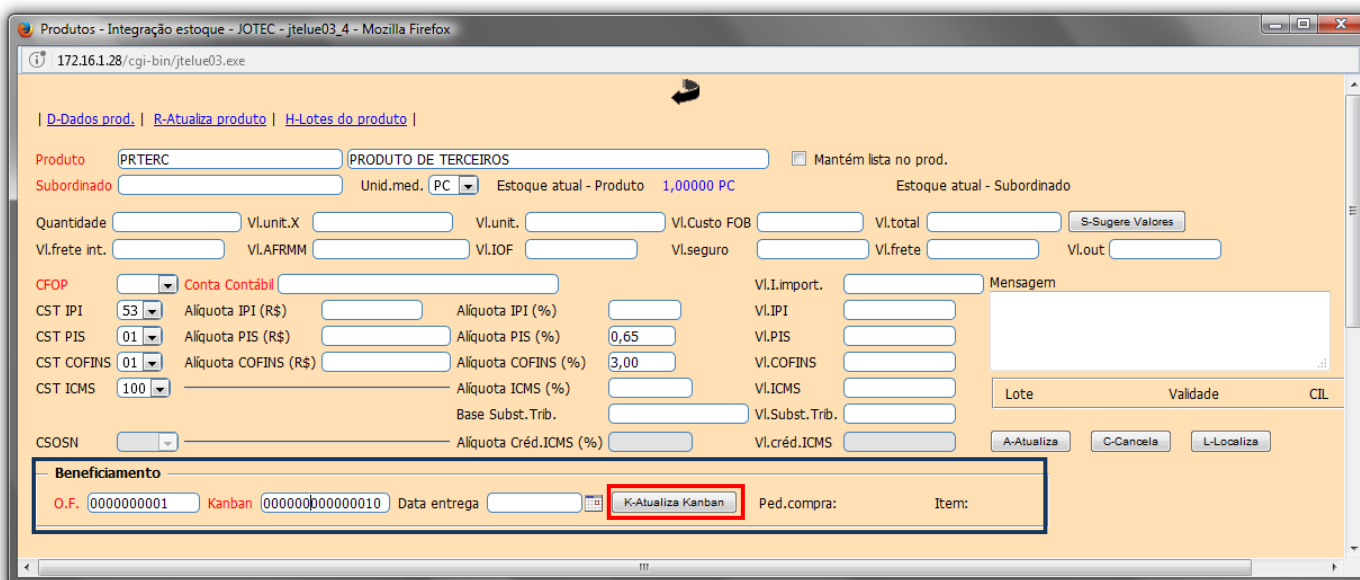 Produtos - Integração estoque - JOTEC - jtelue03_4 - Mozilla Firefox
172.16.1.28/cgi-bin/jtelue03.exe
| D-Dados prod. | R-Atualiza produto | H-Lotes do produto |
Produto PRTERC PRODUTO DE TERCEIROS Mantém lista no prod.
Subordinado Unid.med. PC Estoque atual - Produto 1,00000 PC Estoque atual - Subordinado
Quantidade Vl.unit.X Vl.unit. Vl.Custo FOB Vl.total S-Sugere Valores
Vl.frete int. Vl.AFRMM Vl.IOF Vl.seguro Vl.frete Vl.out
CFOP Conta Contábil Vl.I.import. Mensagem
CST IPI 53 Alíquota IPI (R$) Alíquota IPI (%) Vl.IPI
CST PIS 01 Alíquota PIS (R$) Alíquota PIS (%) 0,65 Vl.PIS
CST COFINS 01 Alíquota COFINS (R$) Alíquota COFINS (%) 3,00 Vl.COFINS
CST ICMS 100 Alíquota ICMS (%) Vl.ICMS Lote Validade CIL
Base Subst.Trib. Vl.Subst.Trib.
CSOSN Alíquota Créd.ICMS (%) Vl.créd.ICMS A-Atualiza C-Cancela L-Localiza
Beneficiamento
O.F. 0000000001 Kanban 000000000000010 Data entrega K-Atualiza Kanban Ped.compra: Item: